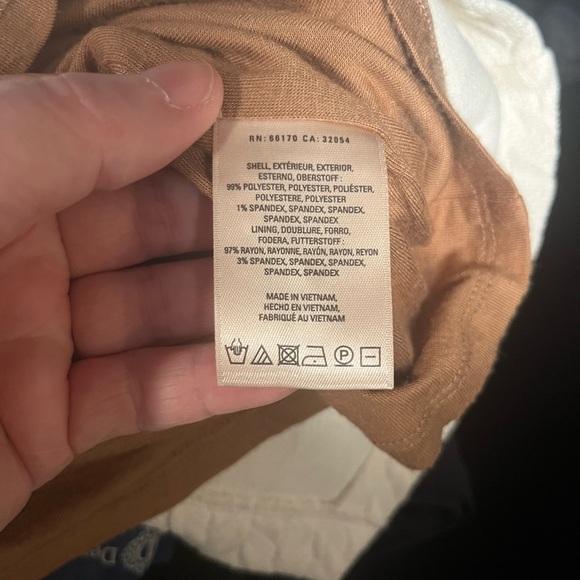 RN: 66170 CA: 32054
SHELL, EXTÉRIEUR, EXTERIOR,
ESTERNO, OBERSTOFF :
99% POLYESTER, POLYESTER, POLIÉSTER,
POLIESTERE, POLYESTER
1% SPANDEX, SPANDEX, SPANDEX,
SPANDEX, SPANDEX
LINING, DOUBLURE, FORRO,
FODERA, FUTTERSTOFF :
97% RAYON, RAYONNE, RAYÓN, RAYON, REYON
3% SPANDEX, SPANDEX, SPANDEX,
SPANDEX, SPANDEX
MADE IN VIETNAM,
HECHO EN VIETNAM,
FABRIQUÉ AU VIETNAM
P